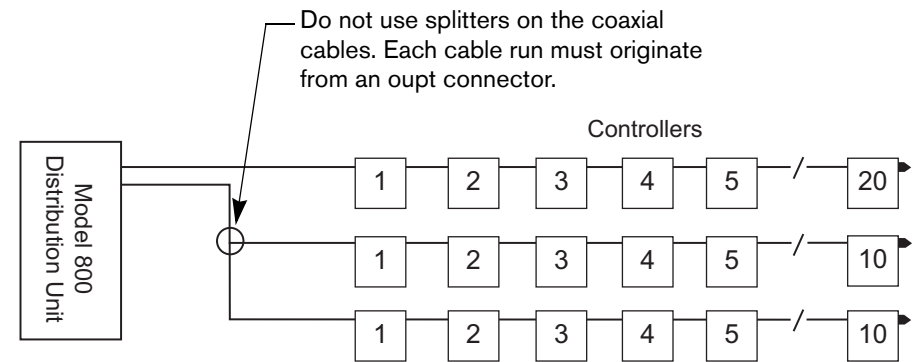 Do not use splitters on the coaxial
cables. Each cable run must originate
from an oupt connector.
Controllers
Model 800
Distribution Unit
1 2 3 4 5 20
1 2 3 4 5 10
1 2 3 4 5 10